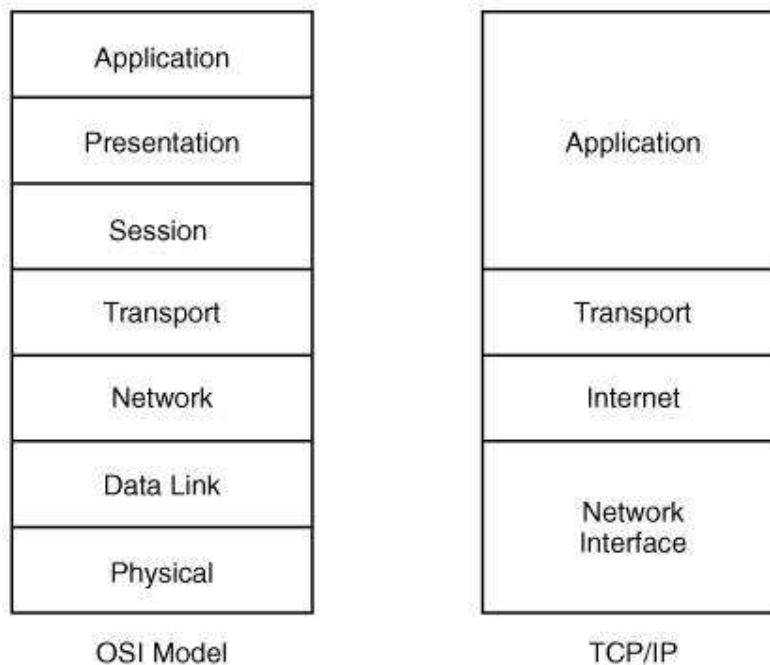 Application
Presentation
Session
Transport
Network
Data Link
Physical
OSI Model
Application
Transport
Internet
Network
Interface
TCP/IP